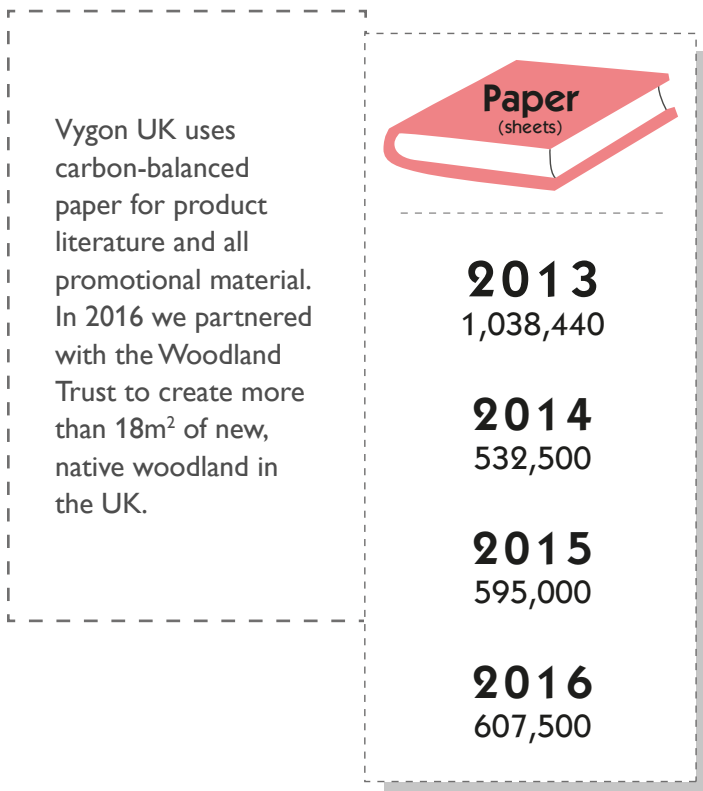 Vygon UK uses
carbon-balanced
paper for product
literature and all
promotional material.
In 2016 we partnered
with the Woodland
Trust to create more
than 18m² of new,
native woodland in
the UK.
Paper
(sheets)
2013
1,038,440
2014
532,500
2015
595,000
2016
607,500